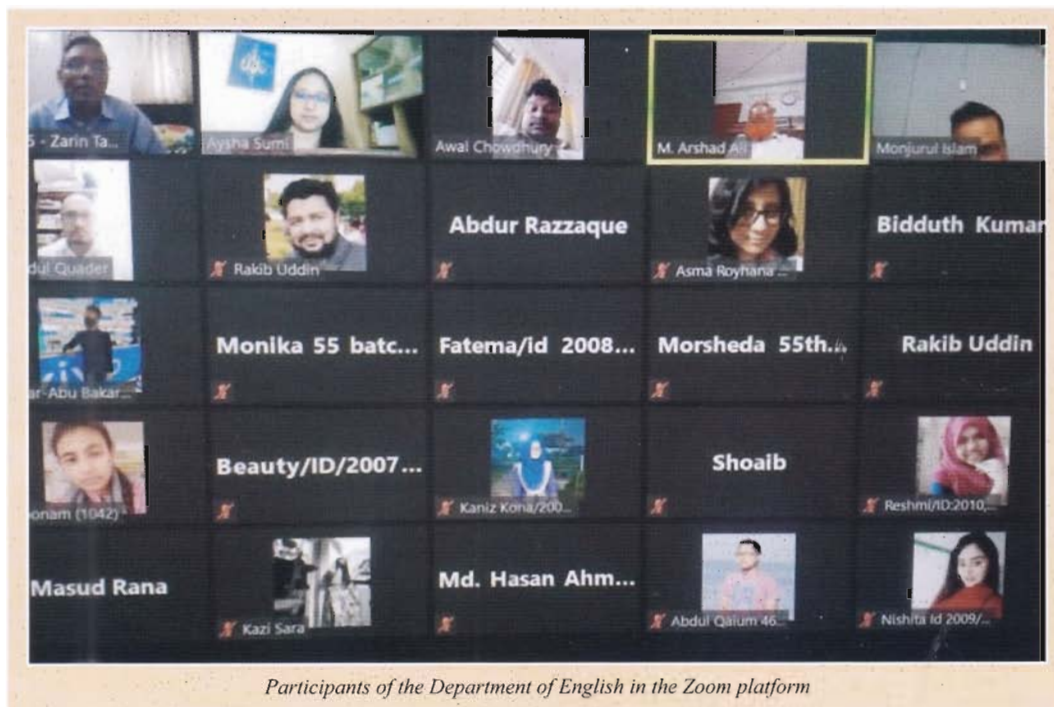 5 - Zarin Ta...
Aysha Sumi
Awal Chowdhury
M. Arshad Ali
Monjurul Islam
dul Quader
Rakib Uddin
Abdur Razzaque
Asma Royhana ...
Bidduth Kumar
ar-Abu Bakar...
Monika 55 batc...
Fatema/id 2008...
Morsheda 55th...
Rakib Uddin
oonam (1042)
Beauty/ID/2007...
Kaniz Kona/200...
Shoaib
Reshmi/ID:2010,...
Masud Rana
Kazi Sara
Md. Hasan Ahm...
Abdul Qaium 46...
Nishita Id 2009/...
Participants of the Department of English in the Zoom platform